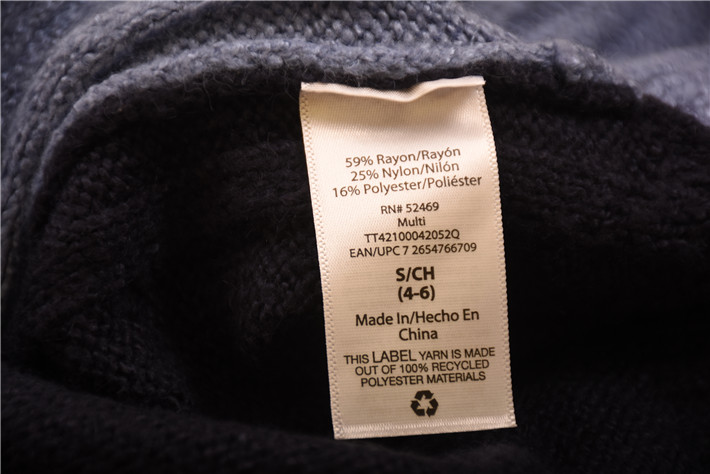 59% Rayon/Rayón
25% Nylon/Nilón
16% Polyester/Poliéster
RN# 52469
Multi
TT42100042052Q
EAN/UPC 7 2654766709
S/CH
(4-6)
Made In/Hecho En
China
THIS LABEL YARN IS MADE
OUT OF 100% RECYCLED
POLYESTER MATERIALS